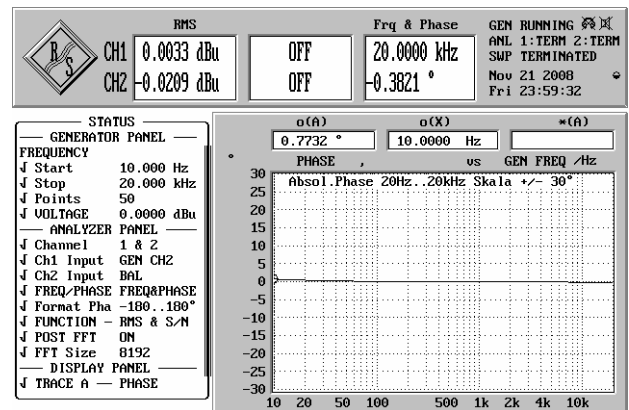 RMS
Frq & Phase
GEN RUNNING
R S
CH1 0.0033 dBu OFF 20.0000 kHz
ANL 1:TERM 2:TERM
SWP TERMINATED
CH2 -0.0209 dBu OFF -0.3821 °
Nov 21 2008
Fri 23:59:32
STATUS
GENERATOR PANEL
FREQUENCY
Start 10.000 Hz
Stop 20.000 kHz
Points 50
VOLTAGE 0.0000 dBu
ANALYZER PANEL
Channel 1 & 2
Ch1 Input GEN CH2
Ch2 Input BAL
FREQ/PHASE FREQ&PHASE
Format Pha -180..180°
FUNCTION - RMS & S/N
POST FFT ON
FFT Size 8192
DISPLAY PANEL
TRACE A — PHASE
o(A) o(X) *(A)
0.7732 ° 10.0000 Hz
° PHASE , vs GEN FREQ /Hz
Absol.Phase 20Hz..20kHz Skala +/- 30°
30
25
20
15
10
5
0
-5
-10
-15
-20
-25
-30
10 20 50 100 500 1k 2k 4k 10k